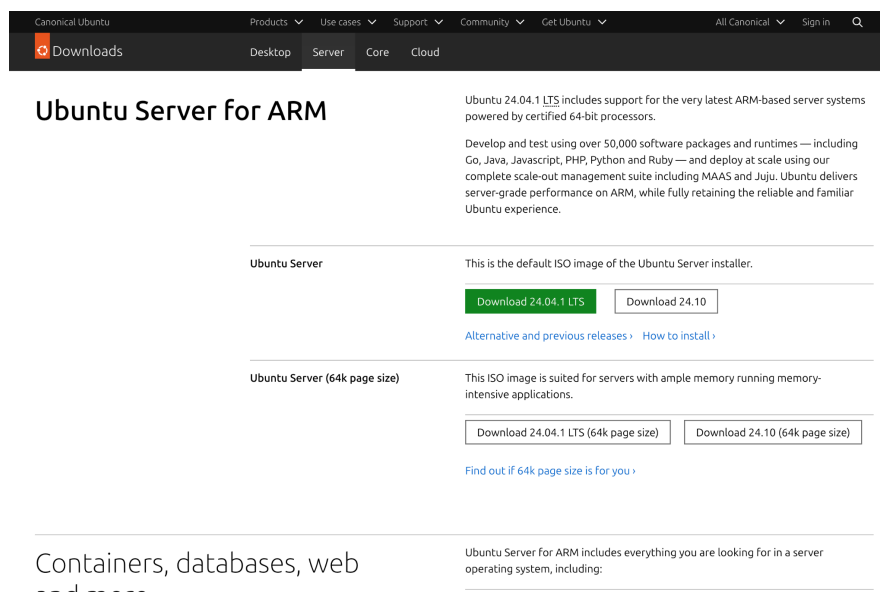 Canonical Ubuntu
Products Use cases Support Community Get Ubuntu All Canonical Sign in
Downloads
Desktop Server Core Cloud
Ubuntu Server for ARM
Ubuntu 24.04.1 LTS includes support for the very latest ARM-based server systems
powered by certified 64-bit processors.
Develop and test using over 50,000 software packages and runtimes — including
Go, Java, Javascript, PHP, Python and Ruby — and deploy at scale using our
complete scale-out management suite including MAAS and Juju. Ubuntu delivers
server-grade performance on ARM, while fully retaining the reliable and familiar
Ubuntu experience.
Ubuntu Server
This is the default ISO image of the Ubuntu Server installer.
Download 24.04.1 LTS Download 24.10
Alternative and previous releases › How to install ›
Ubuntu Server (64k page size)
This ISO image is suited for servers with ample memory running memory-
intensive applications.
Download 24.04.1 LTS (64k page size) Download 24.10 (64k page size)
Find out if 64k page size is for you ›
Containers, databases, web
and more
Ubuntu Server for ARM includes everything you are looking for in a server
operating system, including: